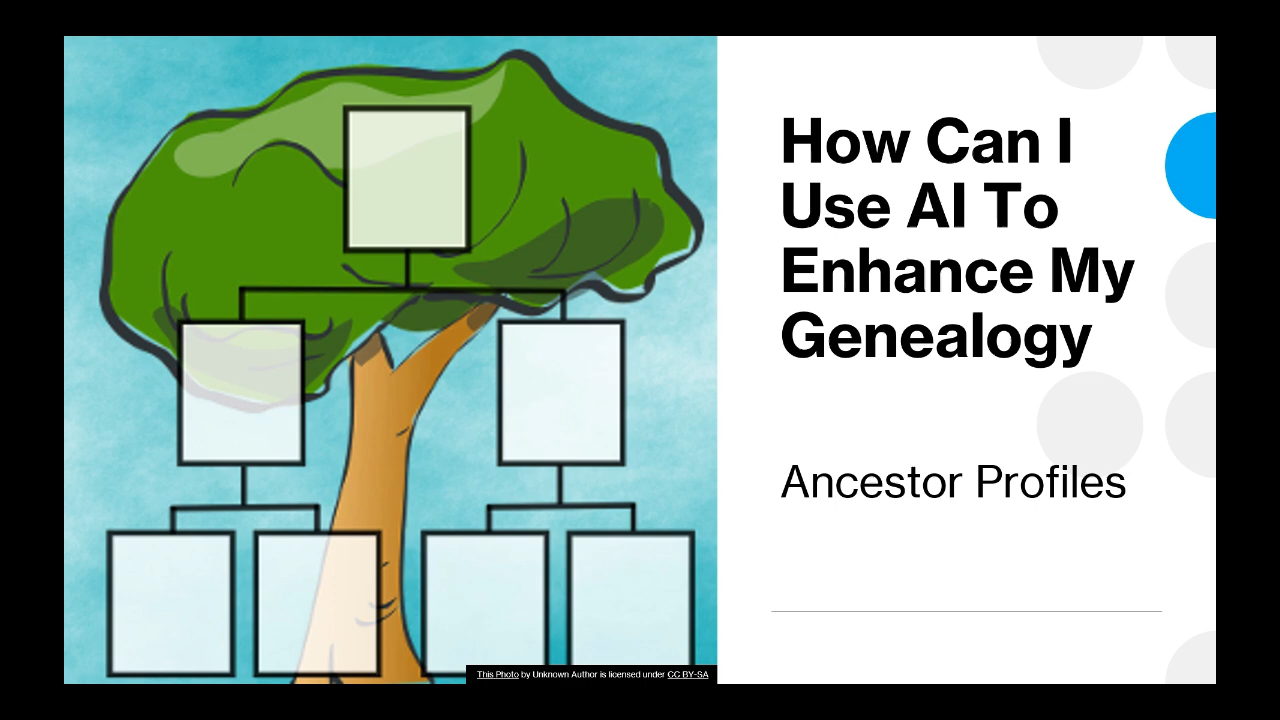 How Can I
Use AI To
Enhance My
Genealogy
Ancestor Profiles
This Photo by Unknown Author is licensed under CC BY-SA